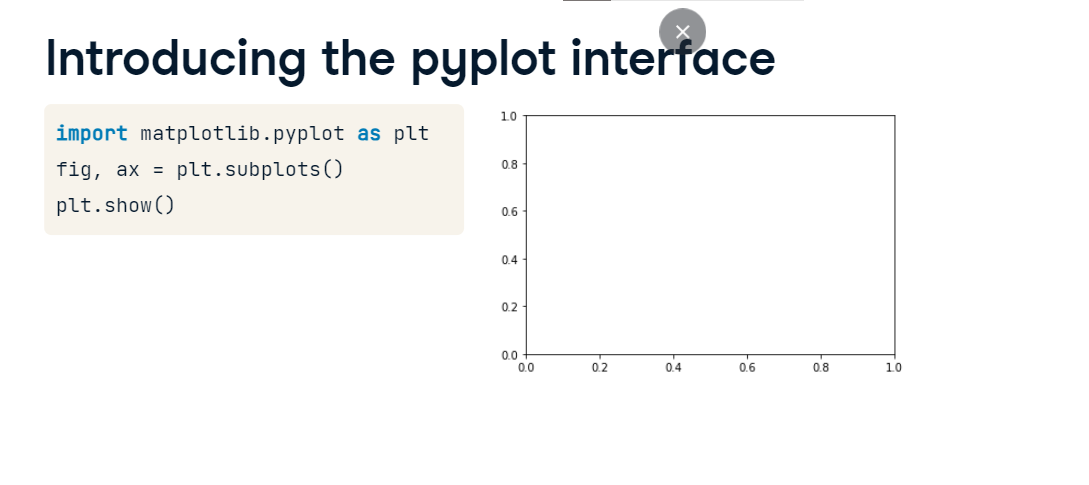 Introducing the pyplot interface
import matplotlib.pyplot as plt
fig, ax = plt.subplots()
plt.show()
1.0
0.8
0.6
0.4
0.2
0.0
0.0 0.2 0.4 0.6 0.8 1.0